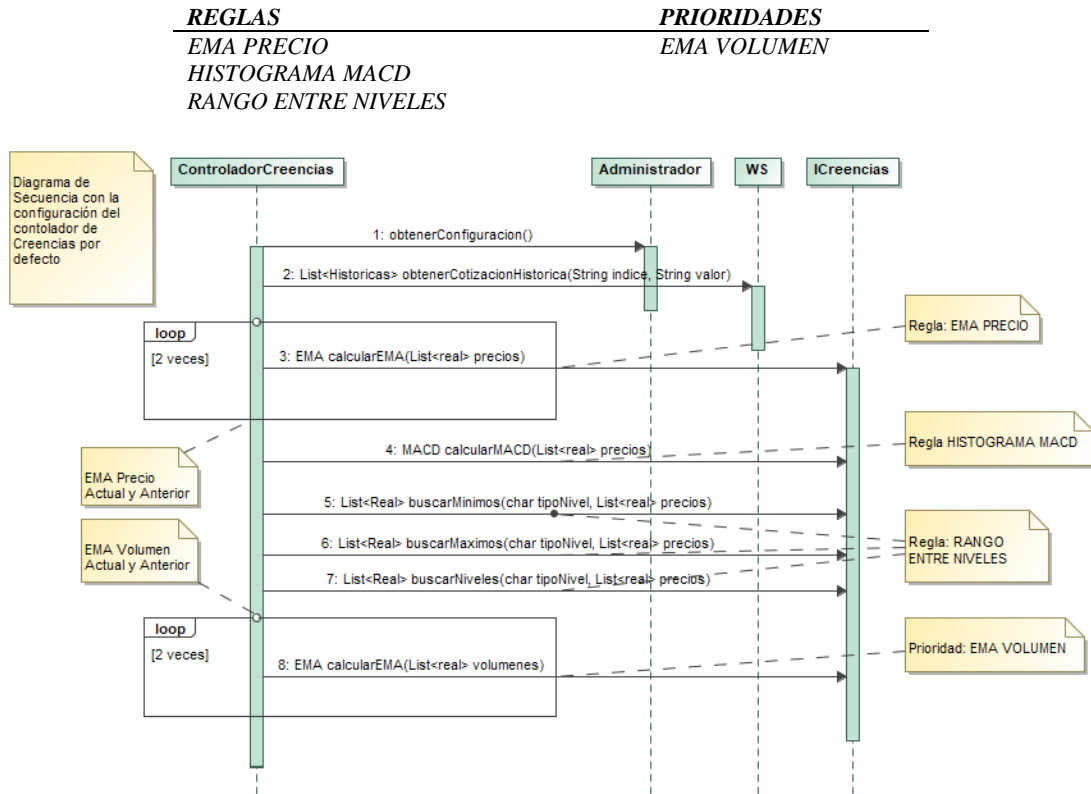 REGLAS PRIORIDADES
EMA PRECIO EMA VOLUMEN
HISTOGRAMA MACD
RANGO ENTRE NIVELES
ControladorCreencias Administrador WS ICreencias
Diagrama de
Secuencia con la
configuración del
contolador de
Creencias por
defecto
1: obtenerConfiguracion()
2: List<Historicas> obtenerCotizacionHistorica(String indice, String valor)
loop
[2 veces]
Regla: EMA PRECIO
3: EMA calcularEMA(List<real> precios)
EMA Precio
Actual y Anterior
4: MACD calcularMACD(List<real> precios)
Regla HISTOGRAMA MACD
5: List<Real> buscarMinimos(char tipoNivel, List<real> precios)
6: List<Real> buscarMaximos(char tipoNivel, List<real> precios)
7: List<Real> buscarNiveles(char tipoNivel, List<real> precios)
Regla: RANGO
ENTRE NIVELES
EMA Volumen
Actual y Anterior
loop
[2 veces]
8: EMA calcularEMA(List<real> volumenes)
Prioridad: EMA VOLUMEN